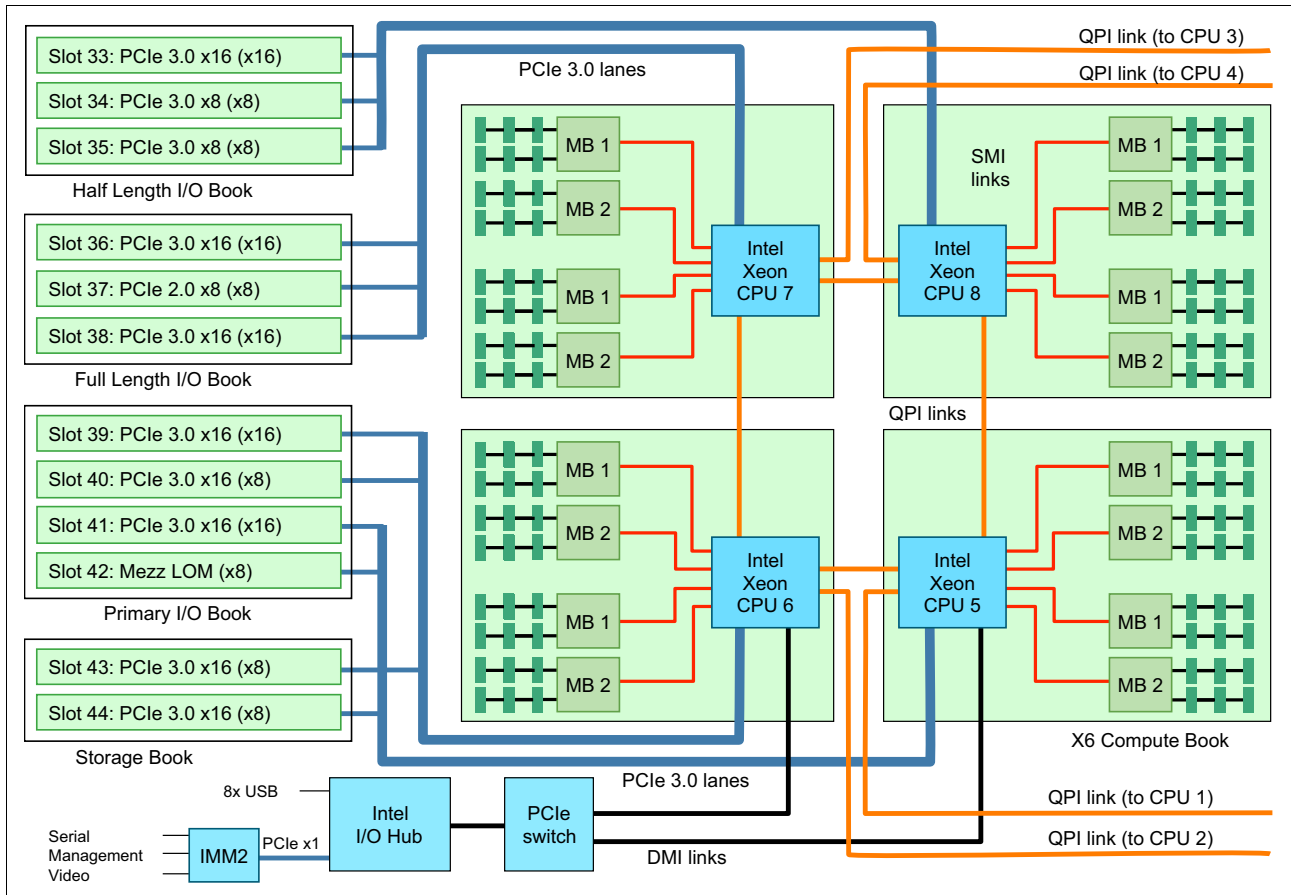 Slot 33: PCIe 3.0 x16 (x16)
Slot 34: PCIe 3.0 x8 (x8)
Slot 35: PCIe 3.0 x8 (x8)
Half Length I/O Book
Slot 36: PCIe 3.0 x16 (x16)
Slot 37: PCIe 2.0 x8 (x8)
Slot 38: PCIe 3.0 x16 (x16)
Full Length I/O Book
Slot 39: PCIe 3.0 x16 (x16)
Slot 40: PCIe 3.0 x16 (x8)
Slot 41: PCIe 3.0 x16 (x16)
Slot 42: Mezz LOM (x8)
Primary I/O Book
Slot 43: PCIe 3.0 x16 (x8)
Slot 44: PCIe 3.0 x16 (x8)
Storage Book
PCIe 3.0 lanes
QPI link (to CPU 3)
QPI link (to CPU 4)
MB 1
MB 2
MB 1
MB 2
Intel
Xeon
CPU 7
SMI
links
Intel
Xeon
CPU 8
MB 1
MB 2
MB 1
MB 2
QPI links
MB 1
MB 2
MB 1
MB 2
Intel
Xeon
CPU 6
Intel
Xeon
CPU 5
MB 1
MB 2
MB 1
MB 2
X6 Compute Book
PCIe 3.0 lanes
8x USB
Intel
I/O Hub
PCIe
switch
DMI links
Serial
Management
Video
IMM2
PCIe x1
QPI link (to CPU 1)
QPI link (to CPU 2)